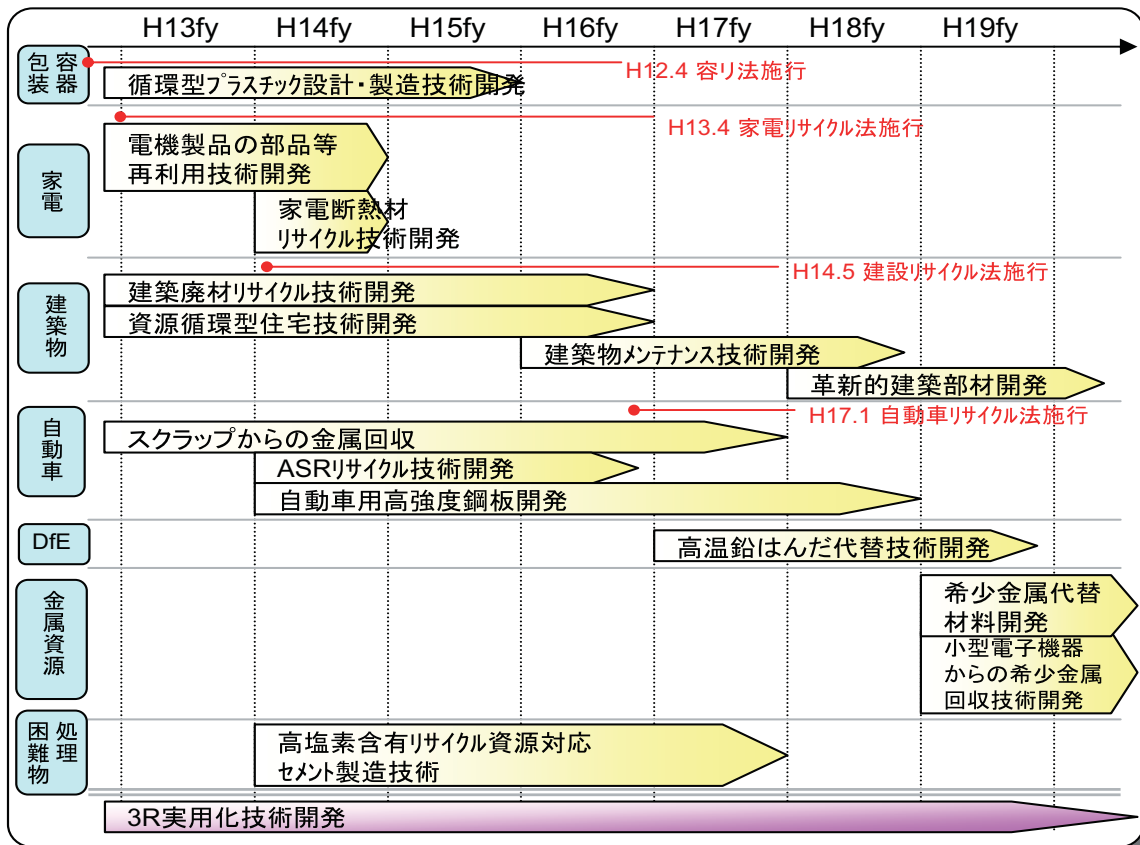 H13fy H14fy H15fy H16fy H17fy H18fy H19fy
容器
包装
H12.4 容リ法施行
循環型プラスチック設計・製造技術開発
家電
H13.4 家電リサイクル法施行
電機製品の部品等
再利用技術開発
家電断熱材
リサイクル技術開発
建築物
H14.5 建設リサイクル法施行
建築廃材リサイクル技術開発
資源循環型住宅技術開発
建築物メンテナンス技術開発
革新的建築部材開発
自動車
H17.1 自動車リサイクル法施行
スクラップからの金属回収
ASRリサイクル技術開発
自動車用高強度鋼板開発
DfE
高温鉛はんだ代替技術開発
金属資源
希少金属代替
材料開発
小型電子機器
からの希少金属
回収技術開発
処理
困難物
高塩素含有リサイクル資源対応
セメント製造技術
3R実用化技術開発